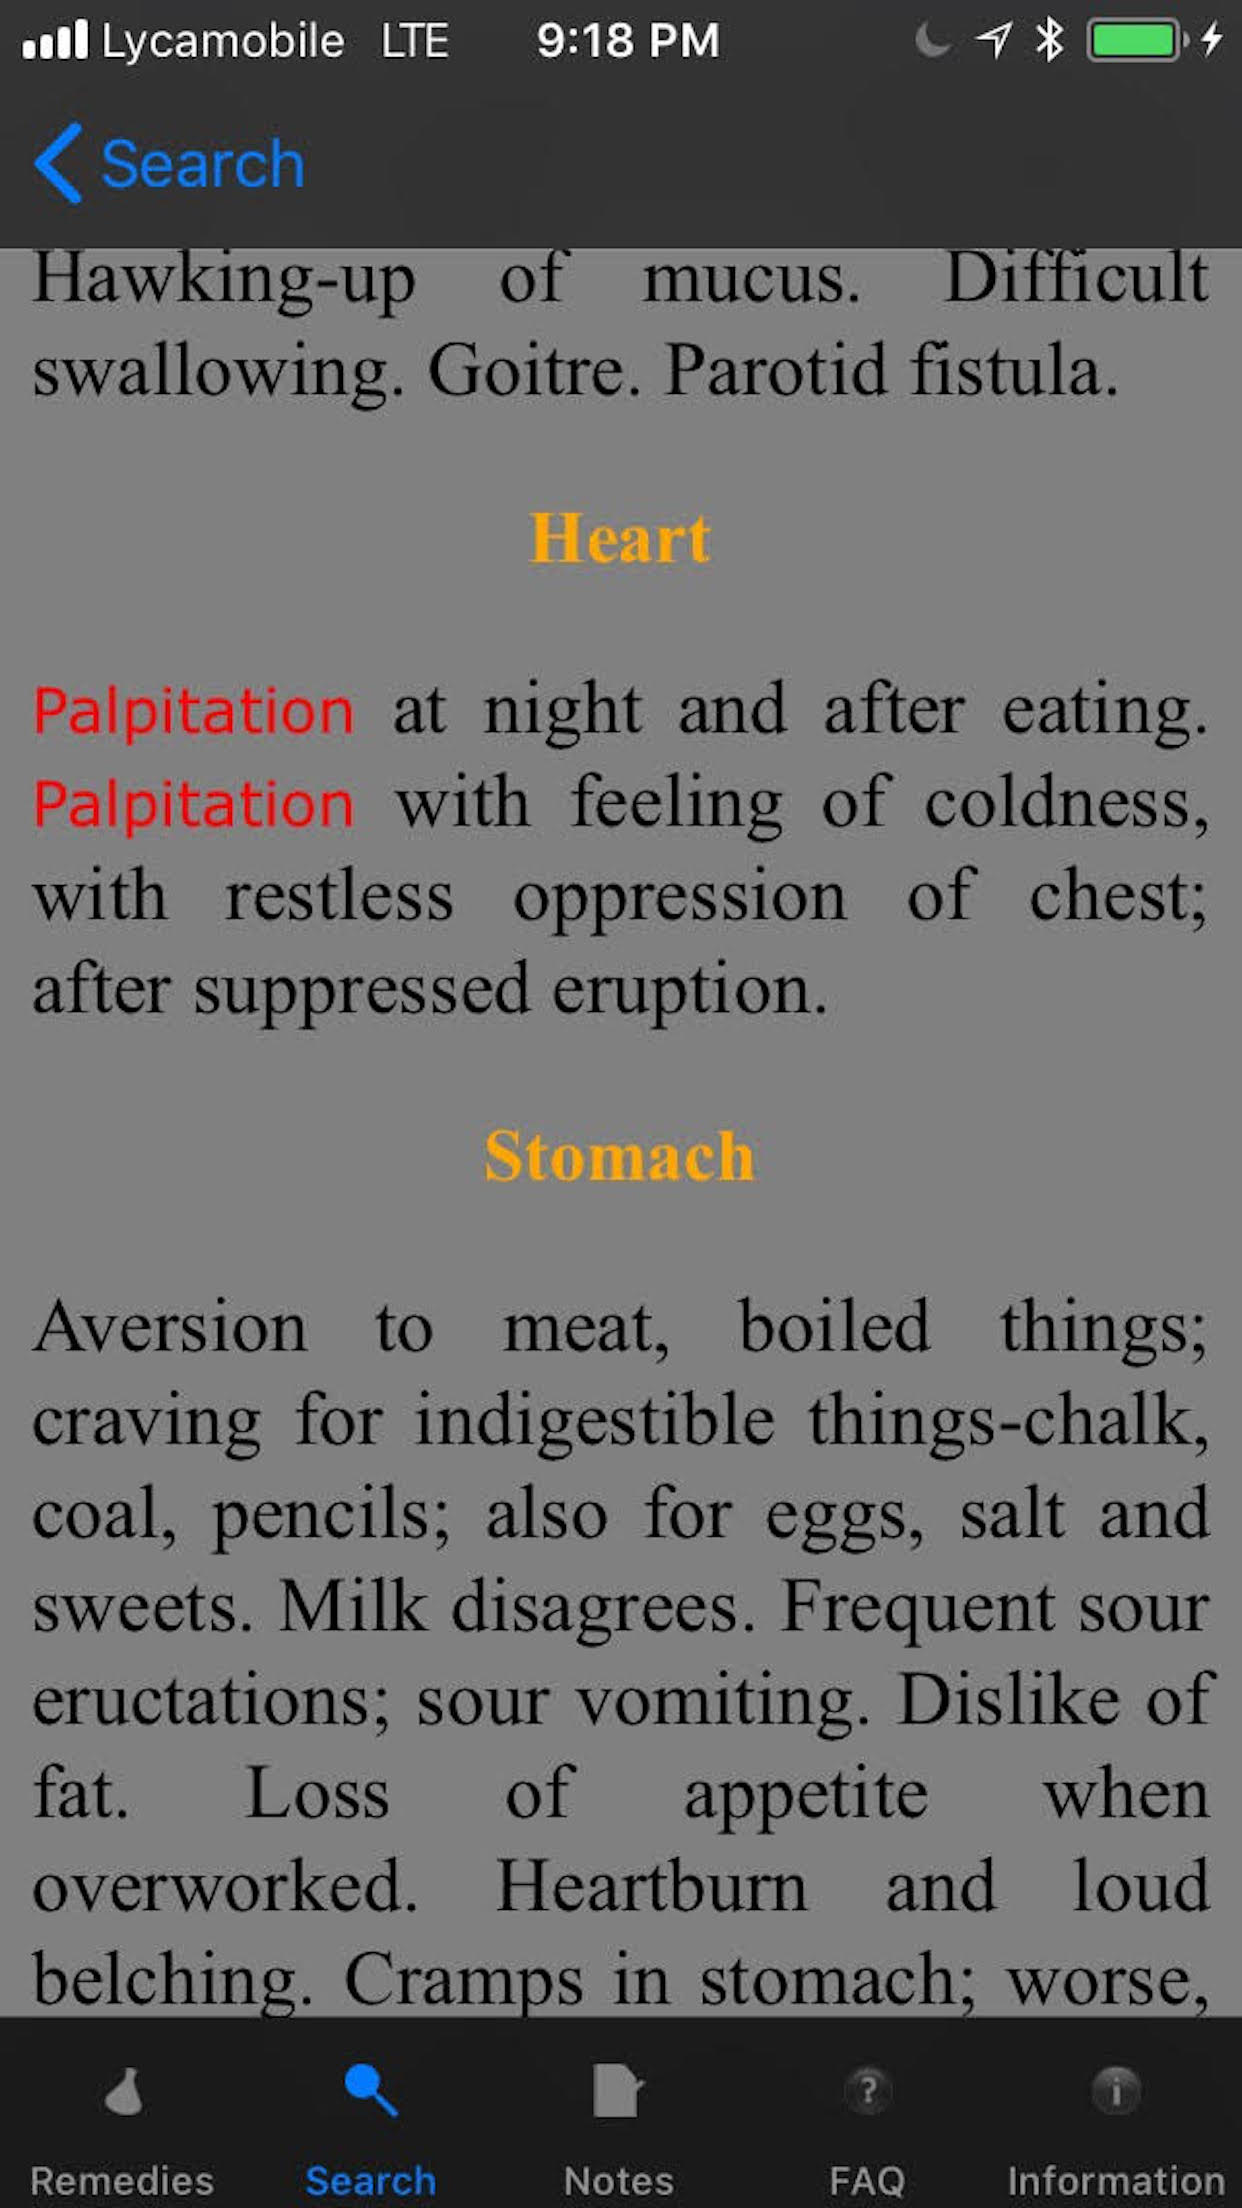 Lycamobile LTE 9:18 PM
Search
Hawking-up of mucus. Difficult
swallowing. Goitre. Parotid fistula.
Heart
Palpitation at night and after eating.
Palpitation with feeling of coldness,
with restless oppression of chest;
after suppressed eruption.
Stomach
Aversion to meat, boiled things;
craving for indigestible things-chalk,
coal, pencils; also for eggs, salt and
sweets. Milk disagrees. Frequent sour
eructations; sour vomiting. Dislike of
fat. Loss of appetite when
overworked. Heartburn and loud
belching. Cramps in stomach; worse,
Remedies Search Notes FAQ Information